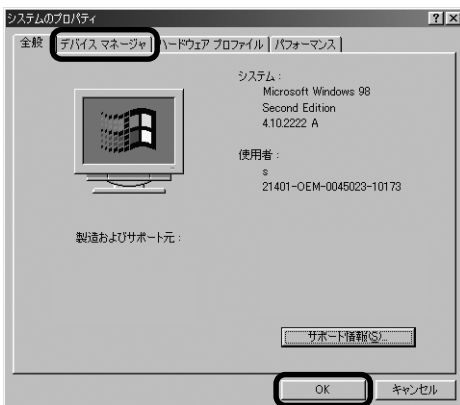 システムのプロパティ
全般 デバイス マネージャ ハードウェア プロファイル パフォーマンス
システム:
Microsoft Windows 98
Second Edition
4.10.2222 A
使用者:
s
21401-OEM-0045023-10173
製造およびサポート元:
サポート情報(S)...
OK キャンセル